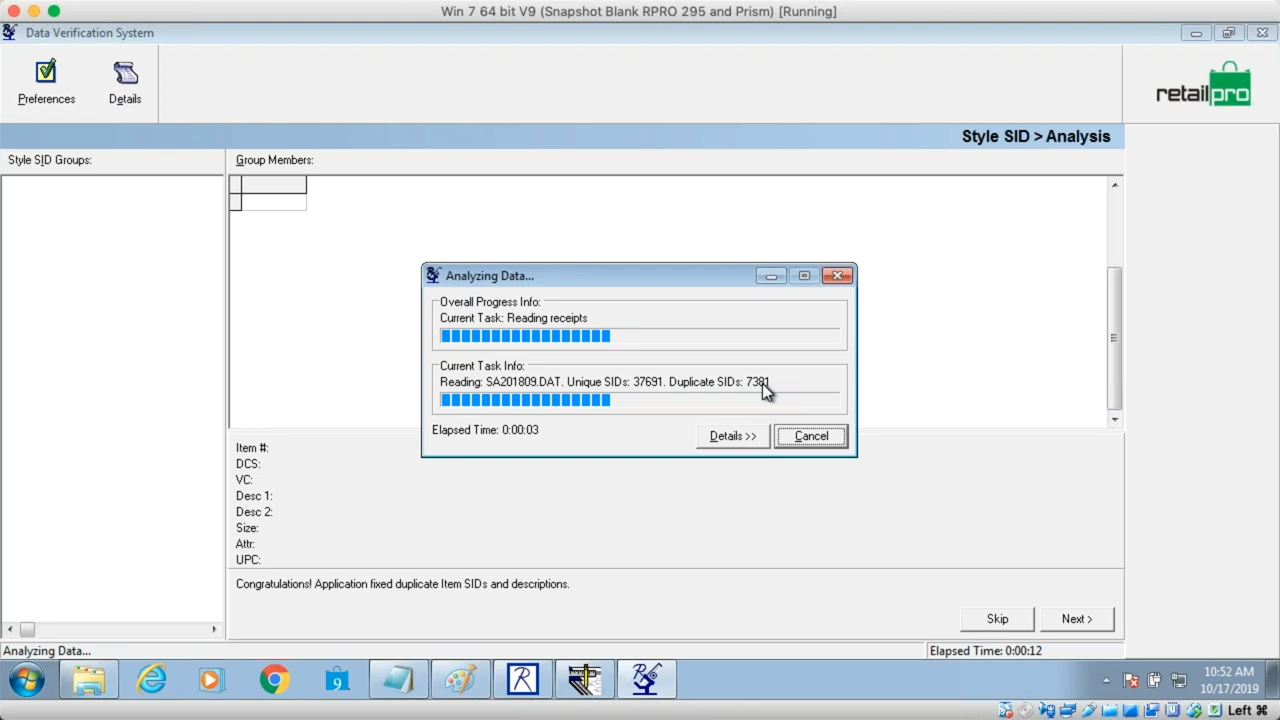 Win 7 64 bit V9 (Snapshot Blank RPRO 295 and Prism) [Running]
Data Verification System
Preferences
Details
retailpro
Style SID > Analysis
Style SID Groups:
Group Members:
Analyzing Data...
Overall Progress Info:
Current Task: Reading receipts
Current Task Info:
Reading: SA201809.DAT. Unique SIDs: 37691. Duplicate SIDs: 7381
Elapsed Time: 0:00:03
Details >>
Cancel
Item #:
DCS:
VC:
Desc 1:
Desc 2:
Size:
Attr:
UPC:
Congratulations! Application fixed duplicate Item SIDs and descriptions.
Skip
Next >
Analyzing Data...
Elapsed Time: 0:00:12
9
R
10:52 AM
10/17/2019
Left ⌘